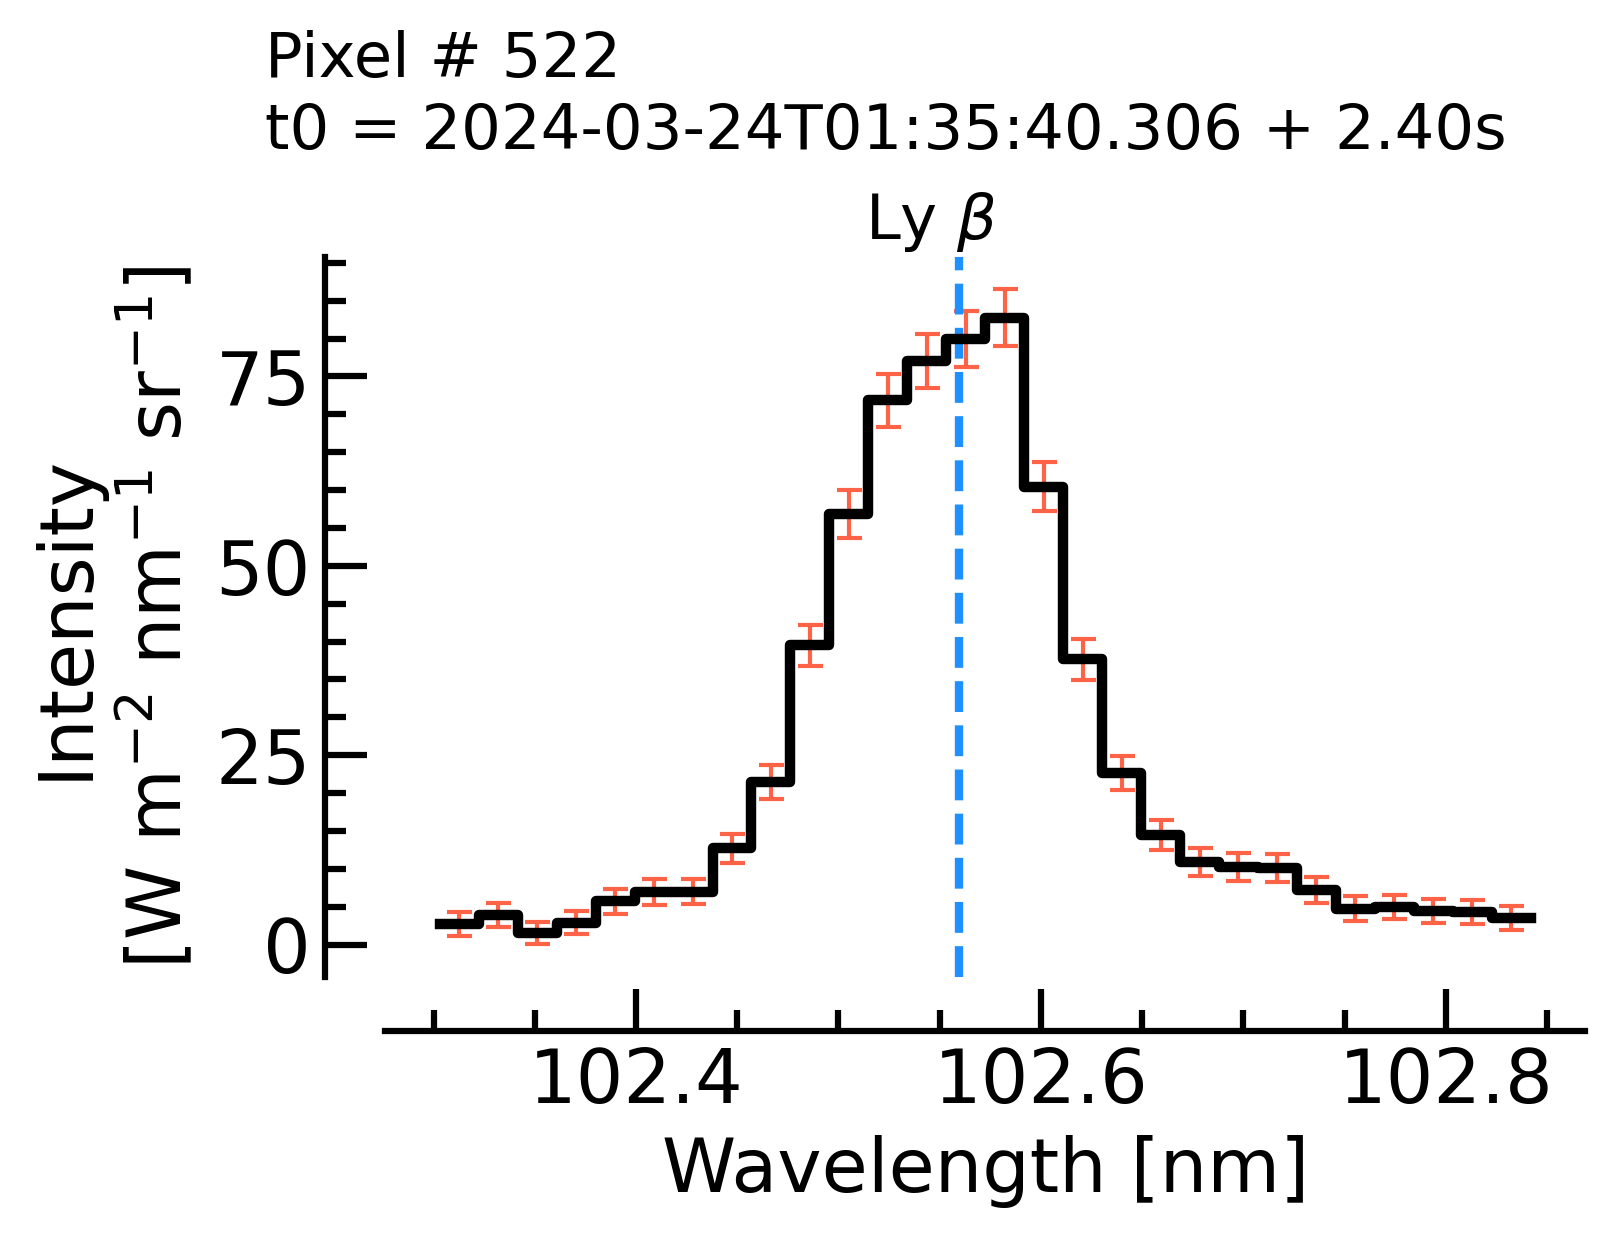 Pixel # 522
t0 = 2024-03-24T01:35:40.306 + 2.40s
Ly β
Intensity
[W m⁻² nm⁻¹ sr⁻¹]
75
50
25
0
102.4 102.6 102.8
Wavelength [nm]